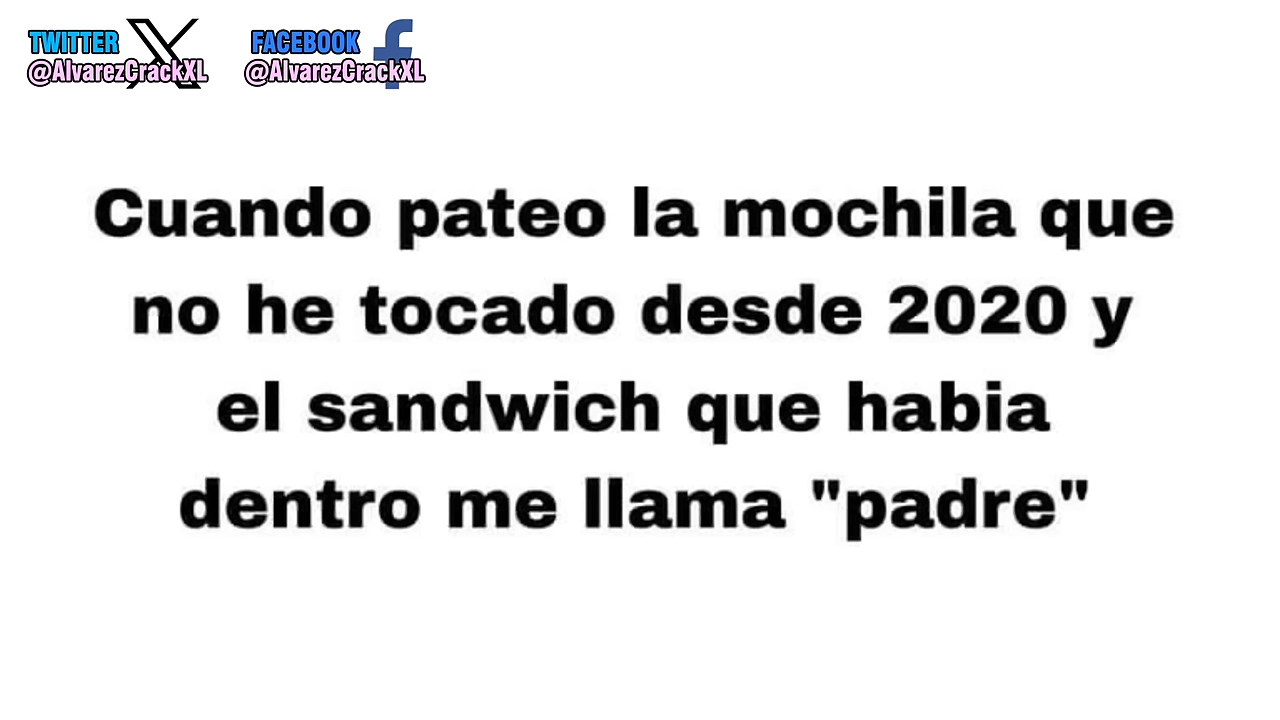 TWITTER
@AlvarezCrackXL
FACEBOOK
@AlvarezCrackXL
Cuando pateo la mochila que
no he tocado desde 2020 y
el sandwich que habia
dentro me llama "padre"